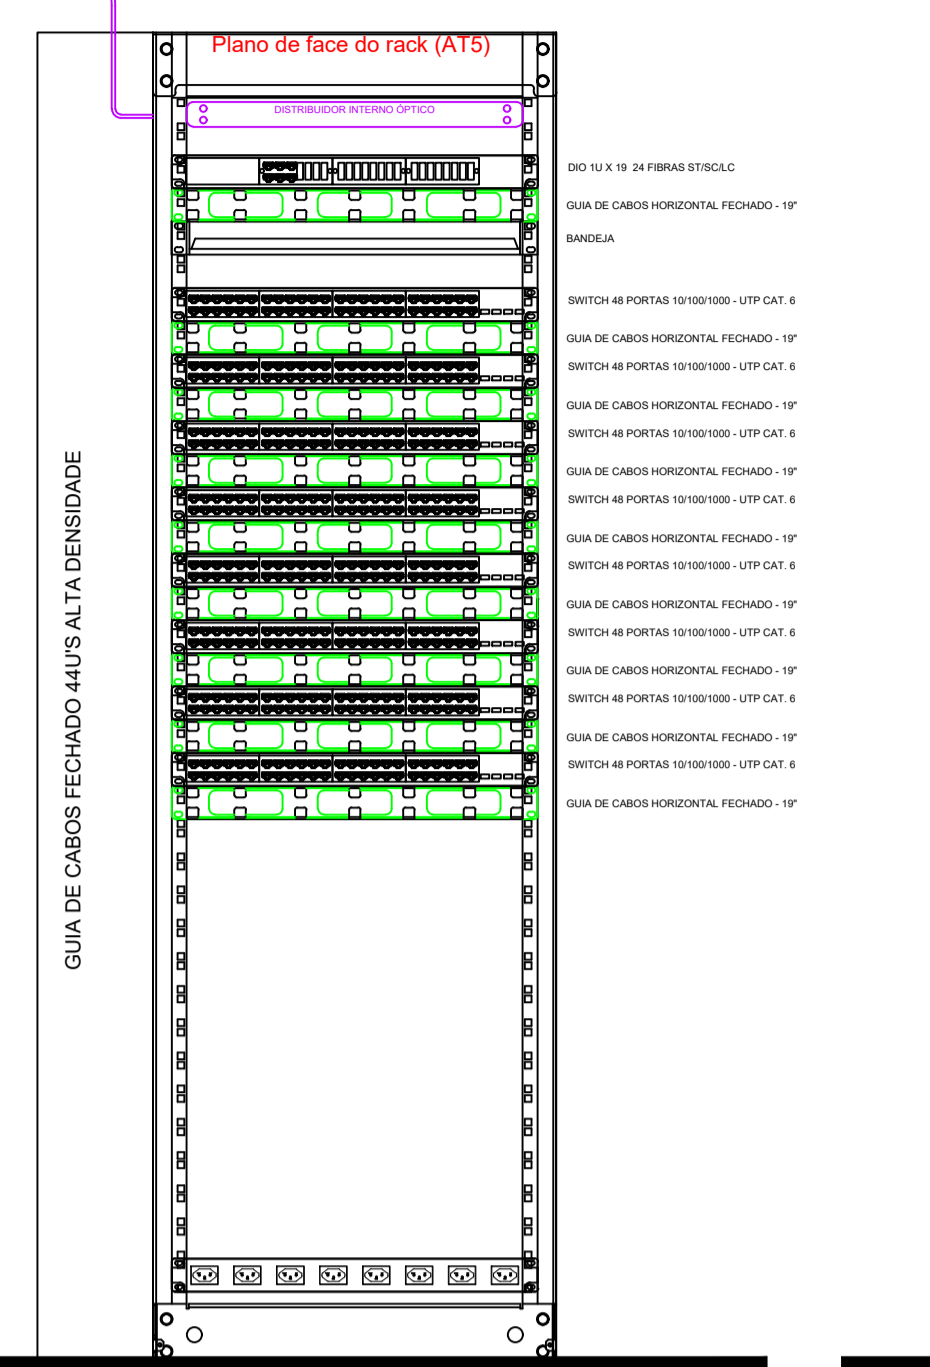 Plano de face do rack (AT5)
DISTRIBUIDOR INTERNO ÓPTICO
DIO 1U X 19  24 FIBRAS ST/SC/LC
GUIA DE CABOS HORIZONTAL FECHADO - 19"
BANDEJA
SWITCH 48 PORTAS 10/100/1000 - UTP CAT. 6
GUIA DE CABOS HORIZONTAL FECHADO - 19"
SWITCH 48 PORTAS 10/100/1000 - UTP CAT. 6
GUIA DE CABOS HORIZONTAL FECHADO - 19"
SWITCH 48 PORTAS 10/100/1000 - UTP CAT. 6
GUIA DE CABOS HORIZONTAL FECHADO - 19"
SWITCH 48 PORTAS 10/100/1000 - UTP CAT. 6
GUIA DE CABOS HORIZONTAL FECHADO - 19"
SWITCH 48 PORTAS 10/100/1000 - UTP CAT. 6
GUIA DE CABOS HORIZONTAL FECHADO - 19"
SWITCH 48 PORTAS 10/100/1000 - UTP CAT. 6
GUIA DE CABOS HORIZONTAL FECHADO - 19"
SWITCH 48 PORTAS 10/100/1000 - UTP CAT. 6
GUIA DE CABOS HORIZONTAL FECHADO - 19"
SWITCH 48 PORTAS 10/100/1000 - UTP CAT. 6
GUIA DE CABOS HORIZONTAL FECHADO - 19"
GUIA DE CABOS FECHADO 44U'S ALTA DENSIDADE